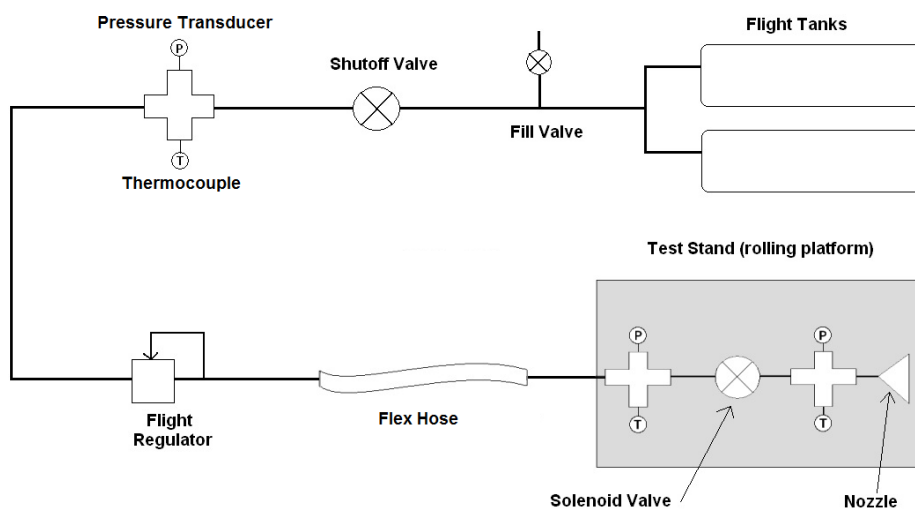 Pressure Transducer
Flight Tanks
P
Shutoff Valve
Fill Valve
T
Thermocouple
Test Stand (rolling platform)
P
P
Flight
Regulator
Flex Hose
T
T
Solenoid Valve
Nozzle